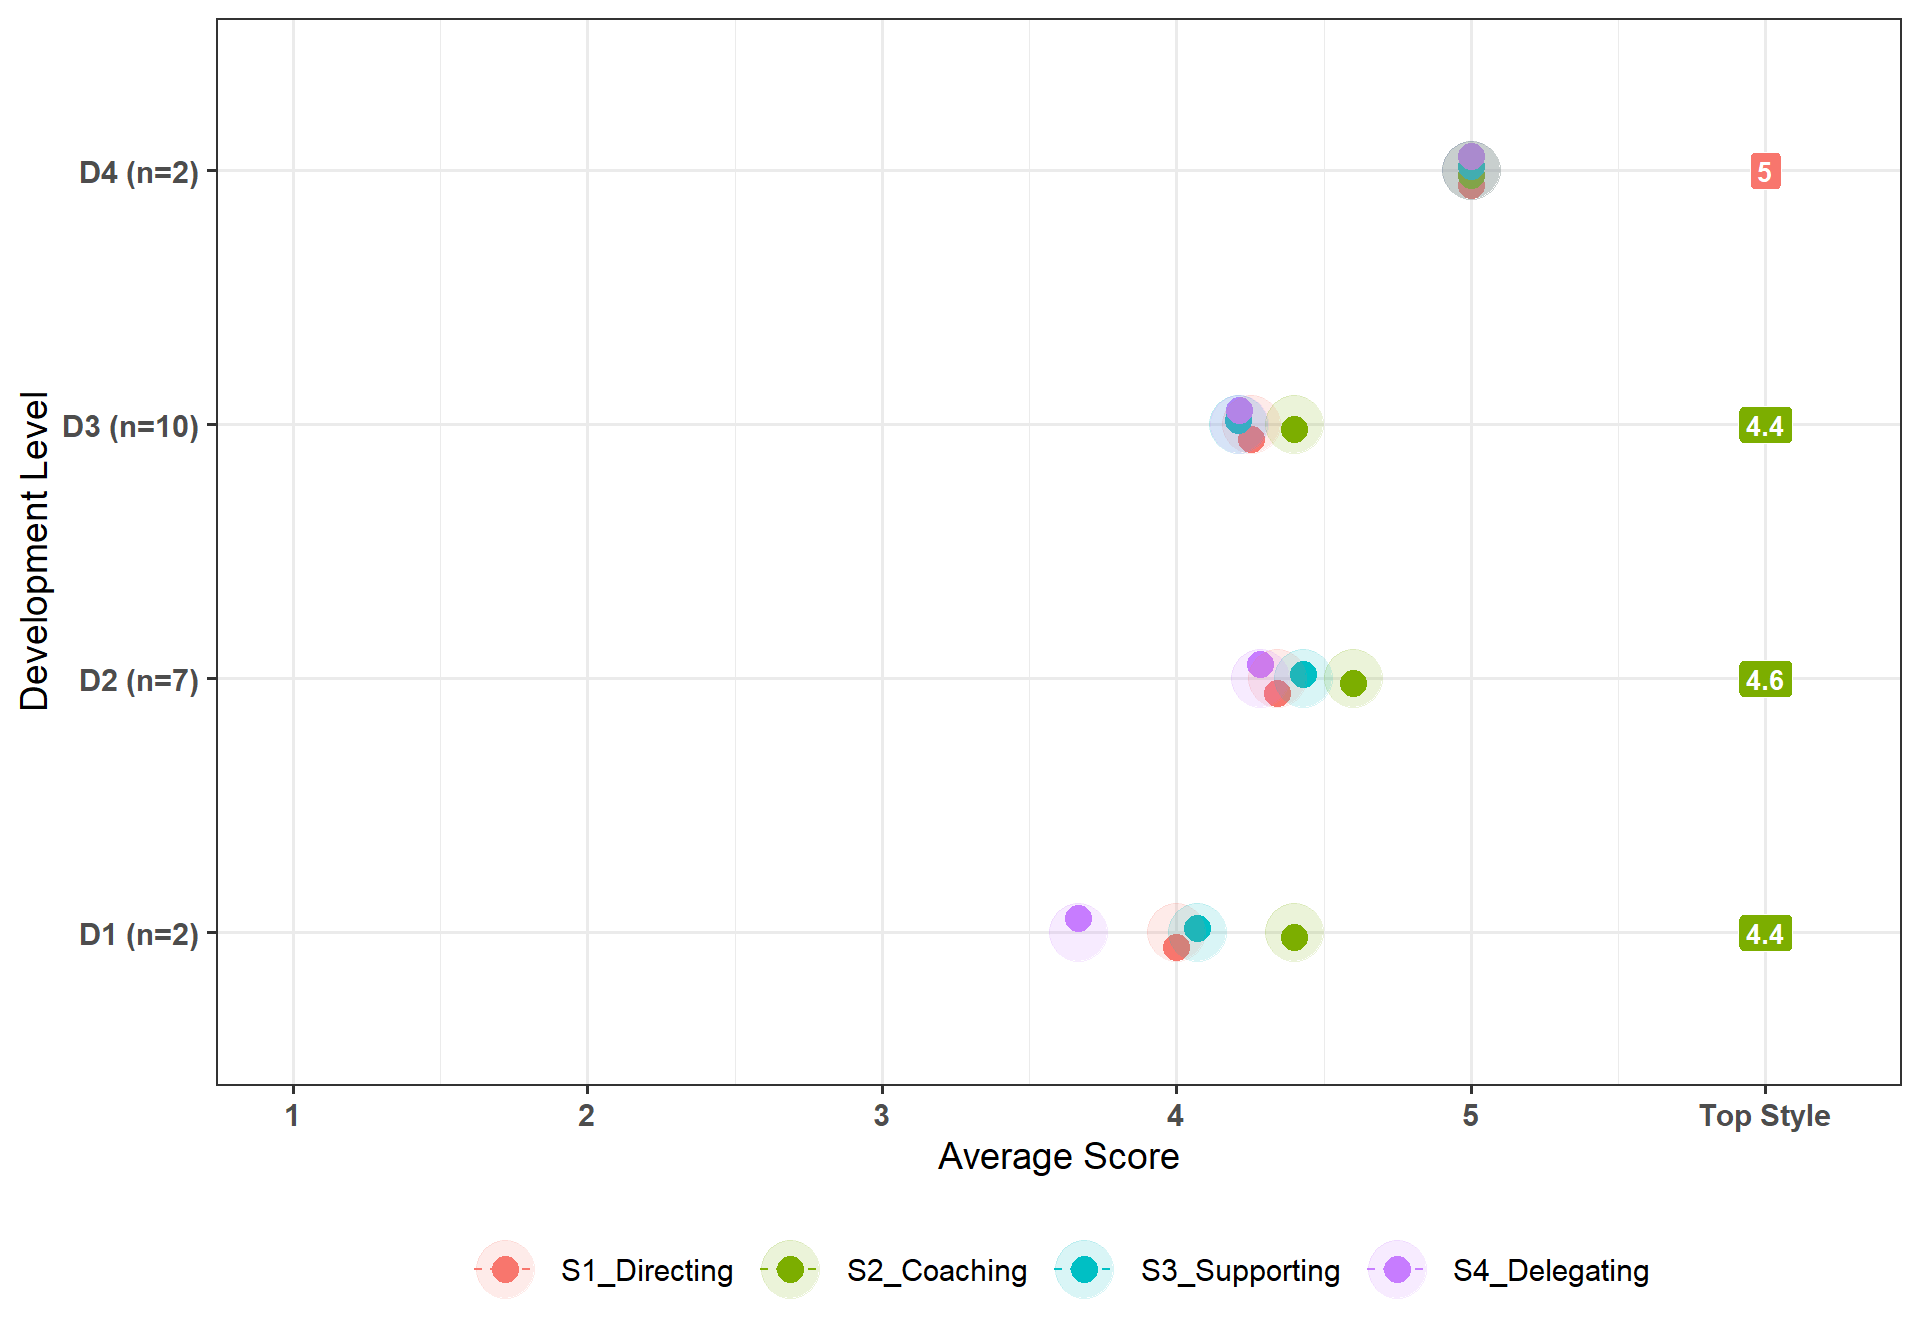 D4 (n=2)
5
D3 (n=10)
4.4
D2 (n=7)
4.6
D1 (n=2)
4.4
Development Level
1 2 3 4 5 Top Style
Average Score
S1_Directing S2_Coaching S3_Supporting S4_Delegating